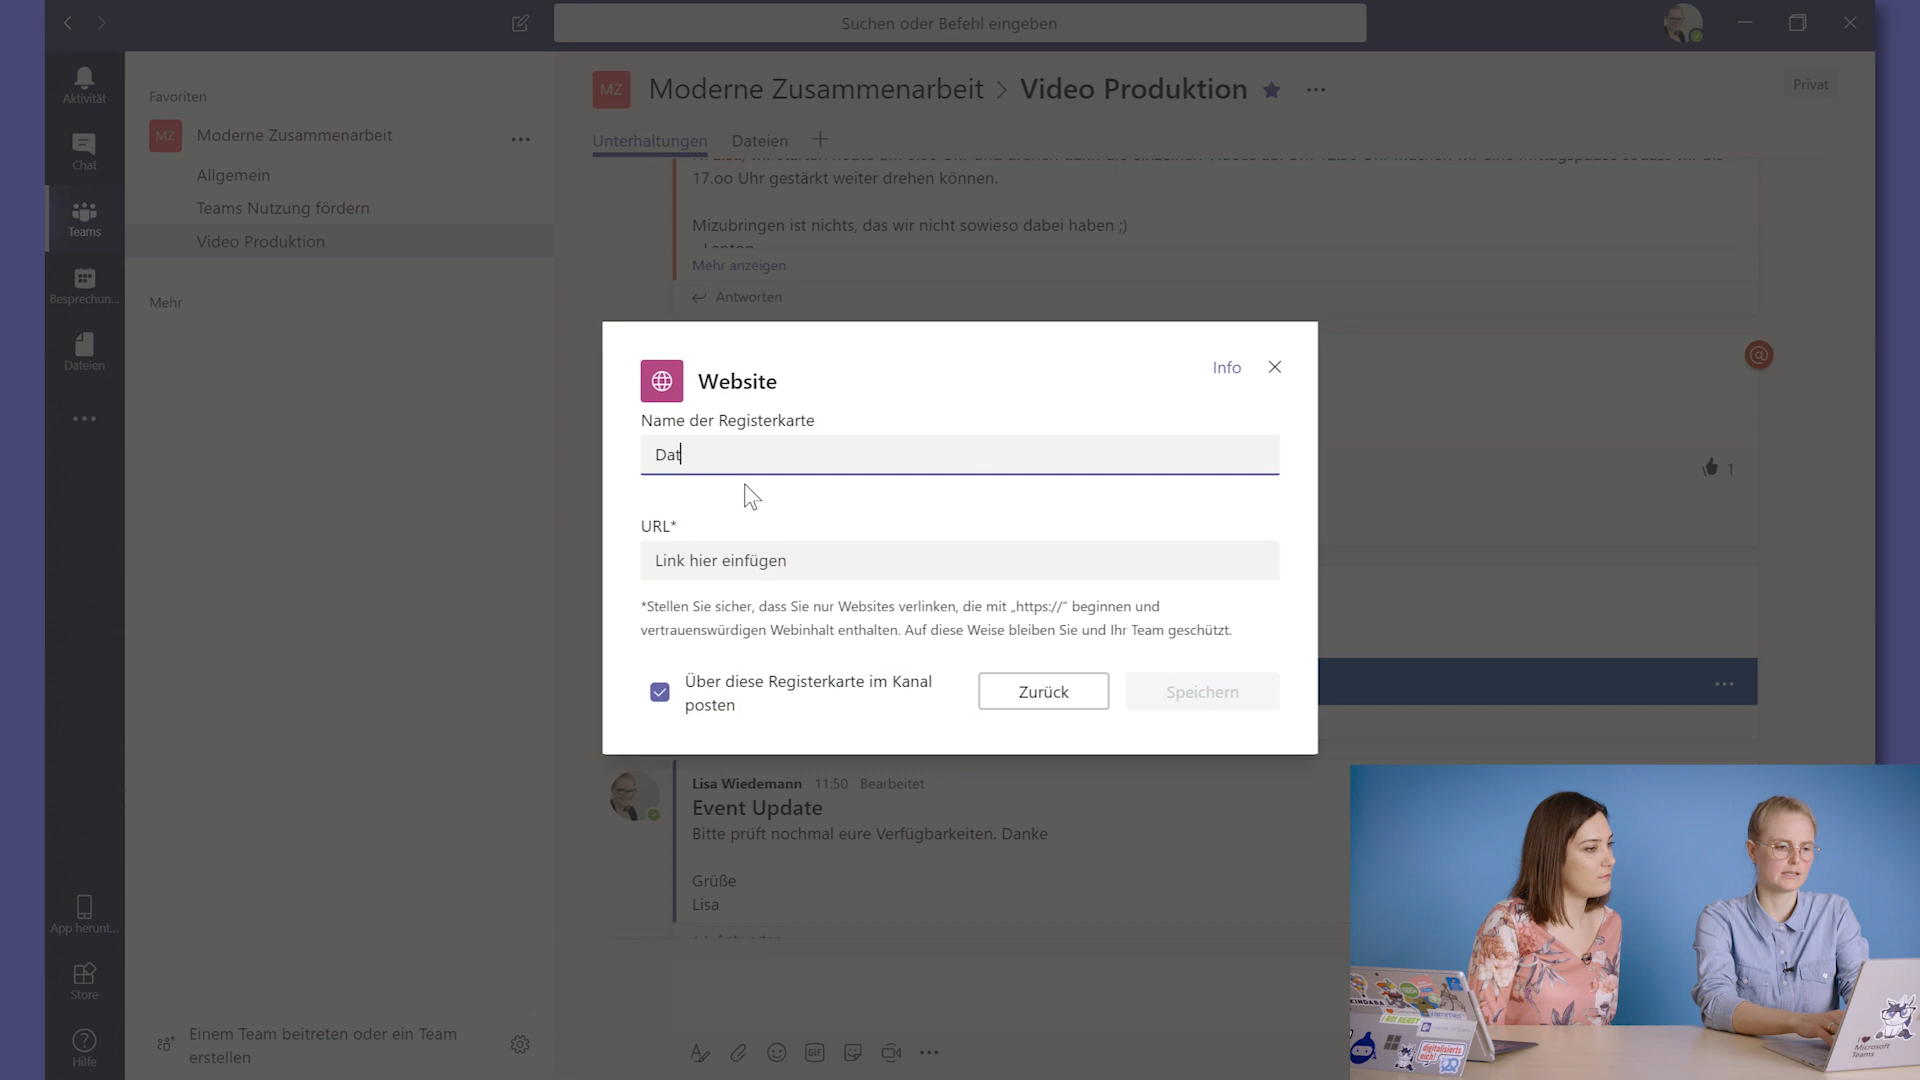 Suchen oder Befehl eingeben
Aktivität
Chat
Teams
Besprechun...
Dateien
App herunt...
Store
Hilfe
Favoriten
MZ Moderne Zusammenarbeit
Allgemein
Teams Nutzung fördern
Video Produktion
Mehr
Einem Team beitreten oder ein Team
erstellen
MZ Moderne Zusammenarbeit > Video Produktion
Privat
Unterhaltungen Dateien
17.oo Uhr gestärkt weiter drehen können.
Mizubringen ist nichts, das wir nicht sowieso dabei haben ;)
Mehr anzeigen
Antworten
1
Website
Info
Name der Registerkarte
Dat
URL*
Link hier einfügen
*Stellen Sie sicher, dass Sie nur Websites verlinken, die mit „https://" beginnen und
vertrauenswürdigen Webinhalt enthalten. Auf diese Weise bleiben Sie und Ihr Team geschützt.
Über diese Registerkarte im Kanal
posten
Zurück
Speichern
Lisa Wiedemann 11:50 Bearbeitet
Event Update
Bitte prüft nochmal eure Verfügbarkeiten. Danke
Grüße
Lisa
GIF
I ♥
Microsoft
Teams